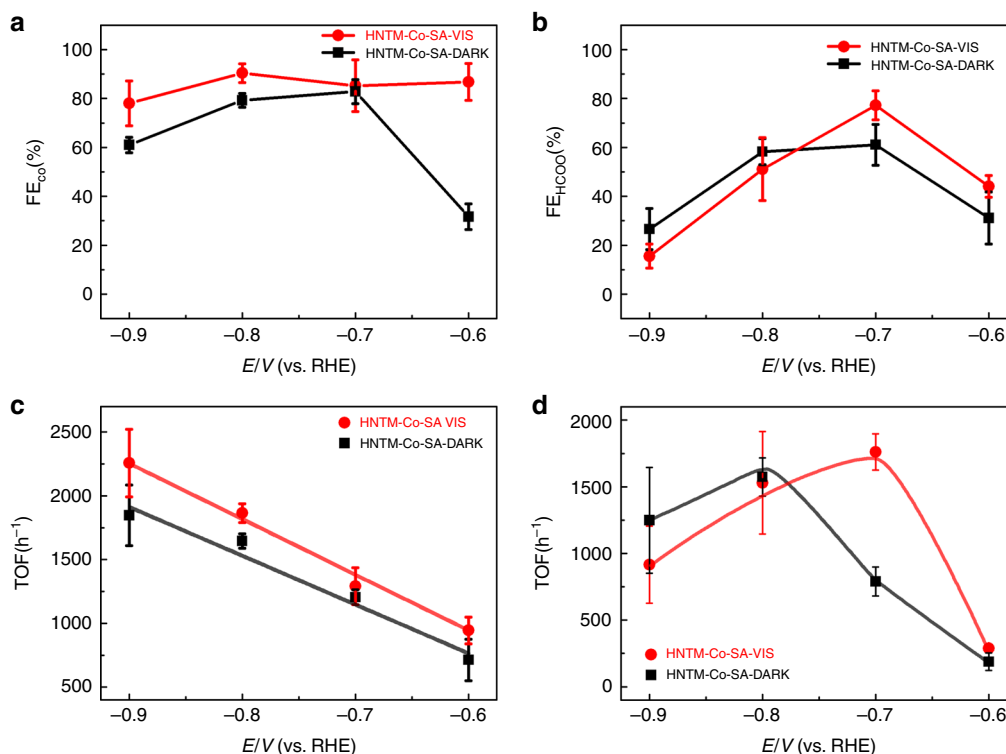 a
HNTM-Co-SA-VIS
HNTM-Co-SA-DARK
100
80
60
40
20
0
FEco(%)
–0.9 –0.8 –0.7 –0.6
E/V (vs. RHE)
b
HNTM-Co-SA-VIS
HNTM-Co-SA-DARK
100
80
60
40
20
0
FEHCOO(%)
–0.9 –0.8 –0.7 –0.6
E/V (vs. RHE)
c
HNTM-Co-SA VIS
HNTM-Co-SA-DARK
2500
2000
1500
1000
500
TOF(h⁻¹)
–0.9 –0.8 –0.7 –0.6
E/V (vs. RHE)
d
2000
1500
1000
500
0
TOF(h⁻¹)
HNTM-Co-SA-VIS
HNTM-Co-SA-DARK
–0.9 –0.8 –0.7 –0.6
E/V (vs. RHE)